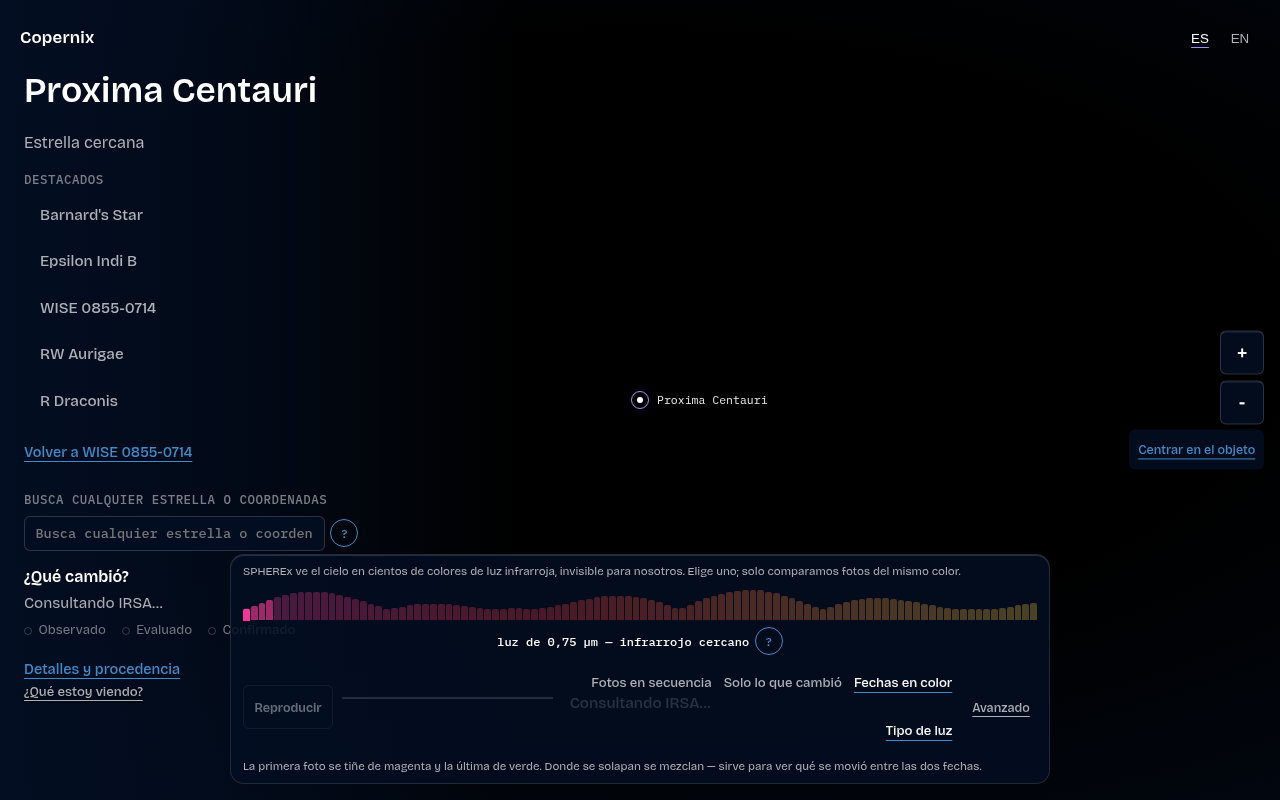 Copernix
ES EN
Proxima Centauri
Estrella cercana
DESTACADOS
Barnard's Star
Epsilon Indi B
WISE 0855-0714
RW Aurigae
R Draconis
Proxima Centauri
+
-
Centrar en el objeto
Volver a WISE 0855-0714
BUSCA CUALQUIER ESTRELLA O COORDENADAS
Busca cualquier estrella o coorden
?
¿Qué cambió?
Consultando IRSA...
Observado Evaluado Confirmado
Detalles y procedencia
¿Qué estoy viendo?
SPHEREx ve el cielo en cientos de colores de luz infrarroja, invisible para nosotros. Elige uno; solo comparamos fotos del mismo color.
luz de 0,75 µm — infrarrojo cercano ?
Reproducir
Fotos en secuencia Solo lo que cambió Fechas en color
Consultando IRSA...
Tipo de luz
Avanzado
La primera foto se tiñe de magenta y la última de verde. Donde se solapan se mezclan — sirve para ver qué se movió entre las dos fechas.